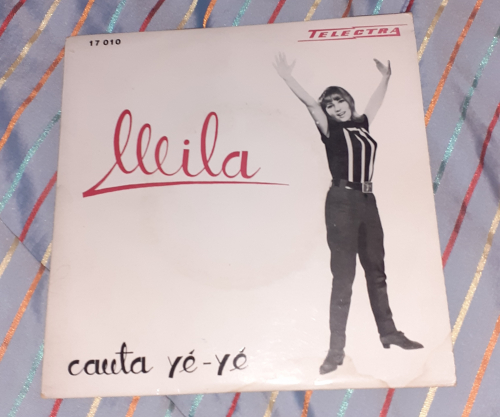 17 010
TELECTRA
Meila
canta yé-yé